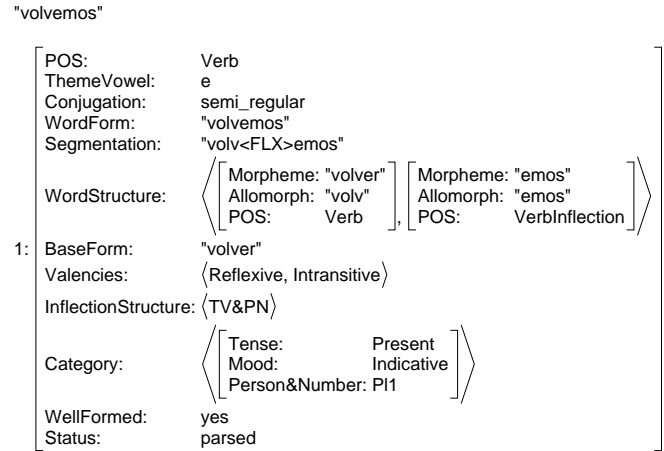 "volvemos"
POS: Verb
ThemeVowel: e
Conjugation: semi_regular
WordForm: "volvemos"
Segmentation: "volv<FLX>emos"
WordStructure: ⟨[Morpheme: "volver" Allomorph: "volv" POS: Verb], [Morpheme: "emos" Allomorph: "emos" POS: VerbInflection]⟩
1: BaseForm: "volver"
Valencies: ⟨Reflexive, Intransitive⟩
InflectionStructure: ⟨TV&PN⟩
Category: ⟨[Tense: Present Mood: Indicative Person&Number: Pl1]⟩
WellFormed: yes
Status: parsed